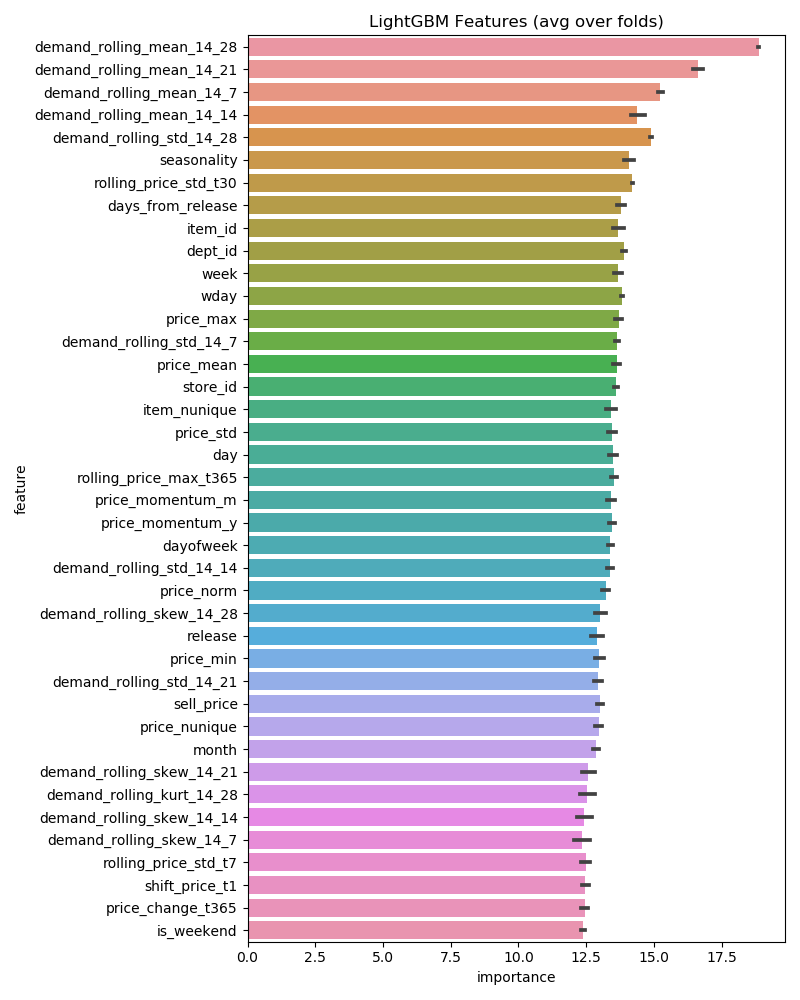 LightGBM Features (avg over folds)
demand_rolling_mean_14_28
demand_rolling_mean_14_21
demand_rolling_mean_14_7
demand_rolling_mean_14_14
demand_rolling_std_14_28
seasonality
rolling_price_std_t30
days_from_release
item_id
dept_id
week
wday
price_max
demand_rolling_std_14_7
price_mean
store_id
item_nunique
price_std
day
rolling_price_max_t365
price_momentum_m
price_momentum_y
dayofweek
demand_rolling_std_14_14
price_norm
demand_rolling_skew_14_28
release
price_min
demand_rolling_std_14_21
sell_price
price_nunique
month
demand_rolling_skew_14_21
demand_rolling_kurt_14_28
demand_rolling_skew_14_14
demand_rolling_skew_14_7
rolling_price_std_t7
shift_price_t1
price_change_t365
is_weekend
feature
0.0 2.5 5.0 7.5 10.0 12.5 15.0 17.5
importance